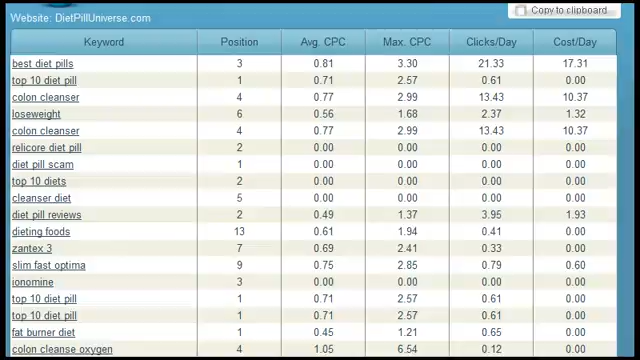 Copy to clipboard
Website: DietPillUniverse.com
Keyword Position Avg. CPC Max. CPC Clicks/Day Cost/Day
best diet pills 3 0.81 3.30 21.33 17.31
top 10 diet pill 1 0.71 2.57 0.61 0.00
colon cleanser 4 0.77 2.99 13.43 10.37
loseweight 6 0.56 1.68 2.37 1.32
colon cleanser 4 0.77 2.99 13.43 10.37
relicore diet pill 2 0.00 0.00 0.00 0.00
diet pill scam 1 0.00 0.00 0.00 0.00
top 10 diets 2 0.00 0.00 0.00 0.00
cleanser diet 5 0.00 0.00 0.00 0.00
diet pill reviews 2 0.49 1.37 3.95 1.93
dieting foods 13 0.61 1.94 0.41 0.00
zantex 3 7 0.69 2.41 0.33 0.00
slim fast optima 9 0.75 2.85 0.79 0.60
ionomine 3 0.00 0.00 0.00 0.00
top 10 diet pill 1 0.71 2.57 0.61 0.00
top 10 diet pill 1 0.71 2.57 0.61 0.00
fat burner diet 1 0.45 1.21 0.65 0.00
colon cleanse oxygen 4 1.05 6.54 0.12 0.00